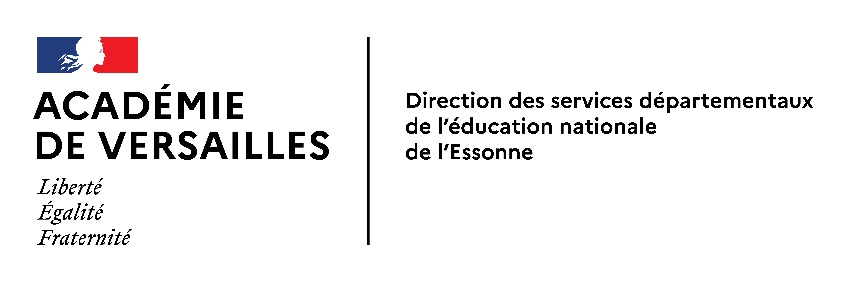 ACADÉMIE
DE VERSAILLES
Liberté
Égalité
Fraternité
Direction des services départementaux
de l'éducation nationale
de l'Essonne